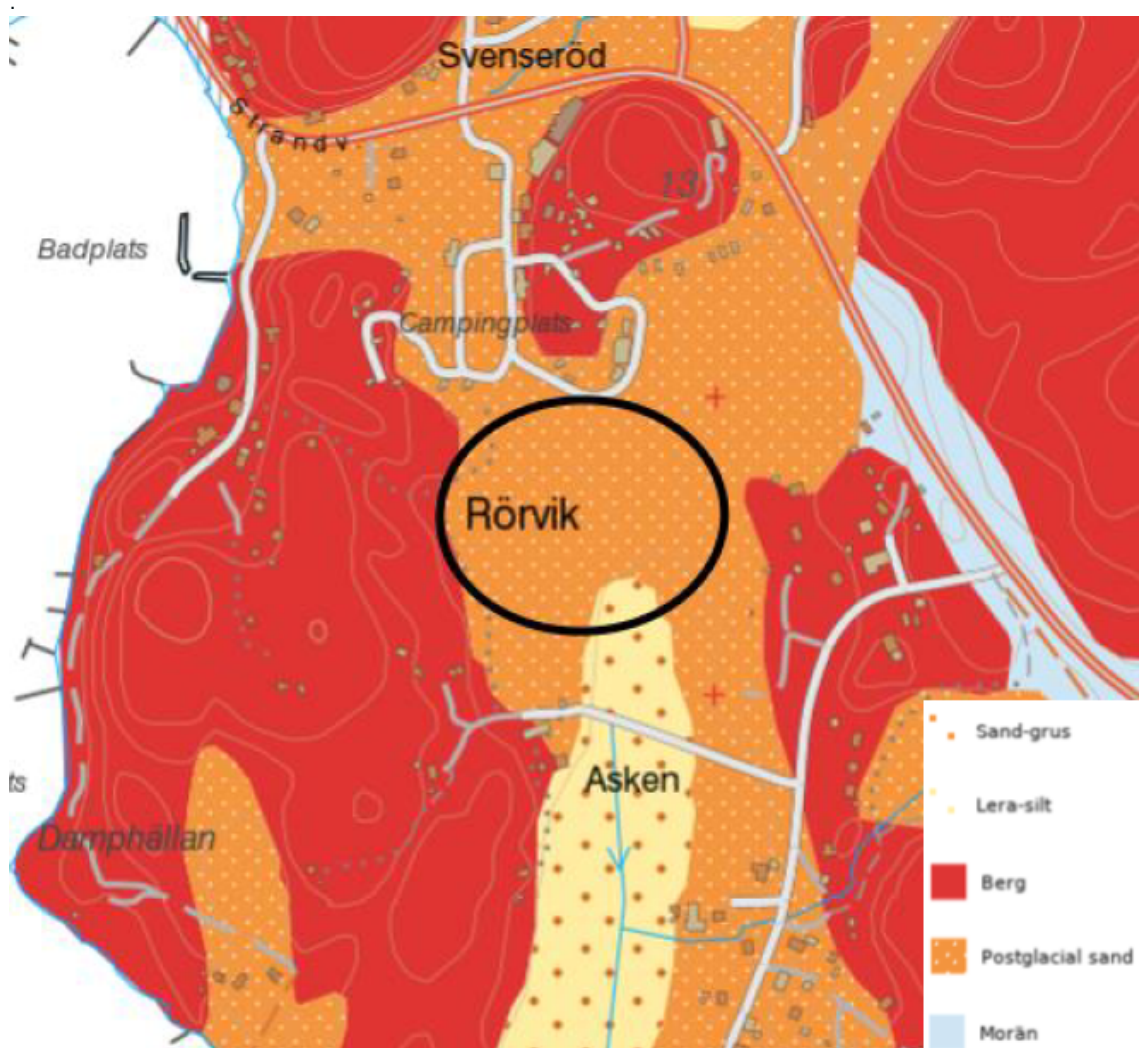 .
Svenseröd
Strandv.
13
Badplats
Campingplats
Rörvik
Asken
ts
Damphällan
Sand-grus
Lera-silt
Berg
Postglacial sand
Morän